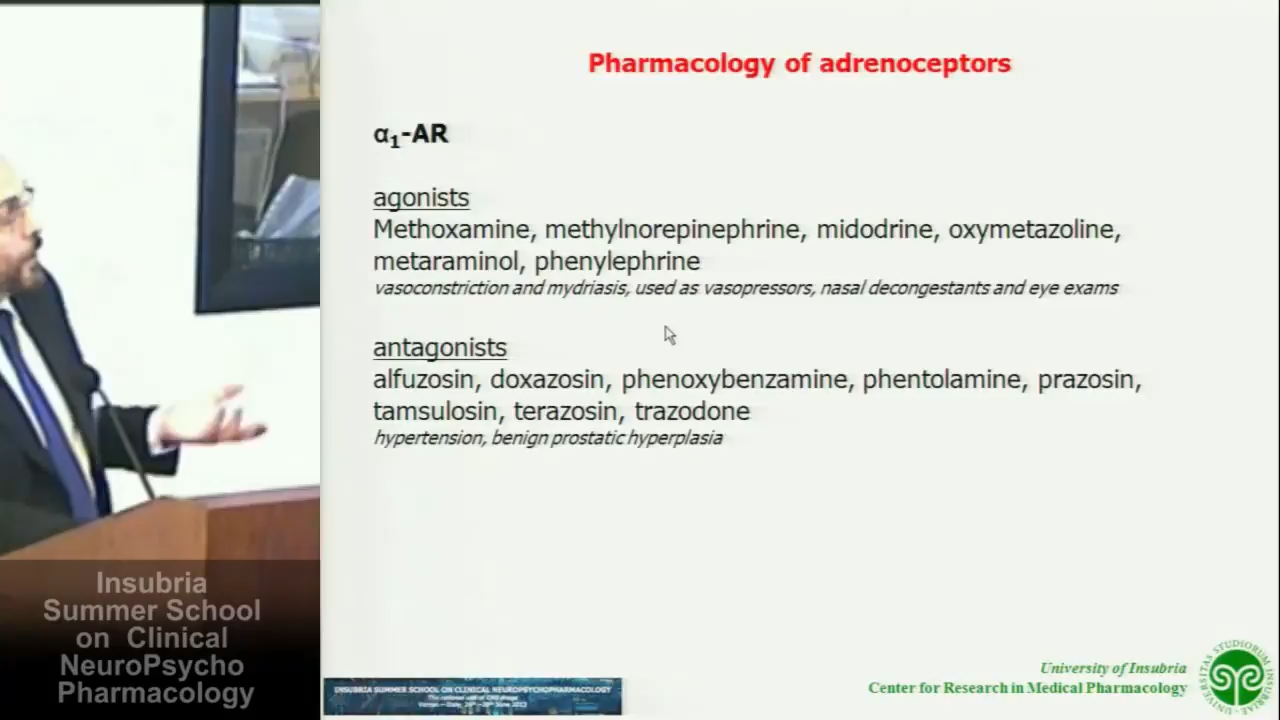 Pharmacology of adrenoceptors
α₁-AR
agonists
Methoxamine, methylnorepinephrine, midodrine, oxymetazoline,
metaraminol, phenylephrine
vasoconstriction and mydriasis, used as vasopressors, nasal decongestants and eye exams
antagonists
alfuzosin, doxazosin, phenoxybenzamine, phentolamine, prazosin,
tamsulosin, terazosin, trazodone
hypertension, benign prostatic hyperplasia
Insubria
Summer School
on Clinical
NeuroPsycho
Pharmacology
INSUBRIA SUMMER SCHOOL ON CLINICAL NEUROPSYCHOPHARMACOLOGY
University of Insubria
Center for Research in Medical Pharmacology